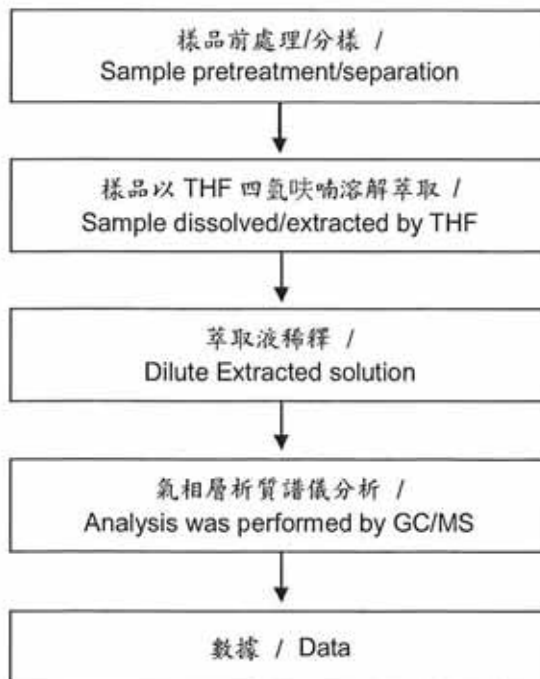 樣品前處理/分樣 /
Sample pretreatment/separation
樣品以 THF 四氫呋喃溶解萃取 /
Sample dissolved/extracted by THF
萃取液稀釋 /
Dilute Extracted solution
氣相層析質譜儀分析 /
Analysis was performed by GC/MS
數據 / Data